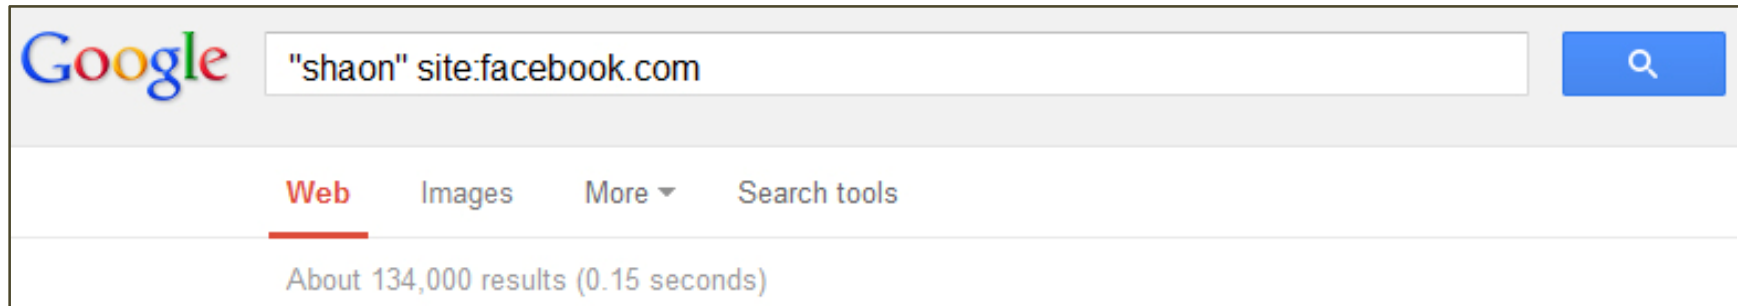 Google "shaon" site:facebook.com
Web Images More Search tools
About 134,000 results (0.15 seconds)